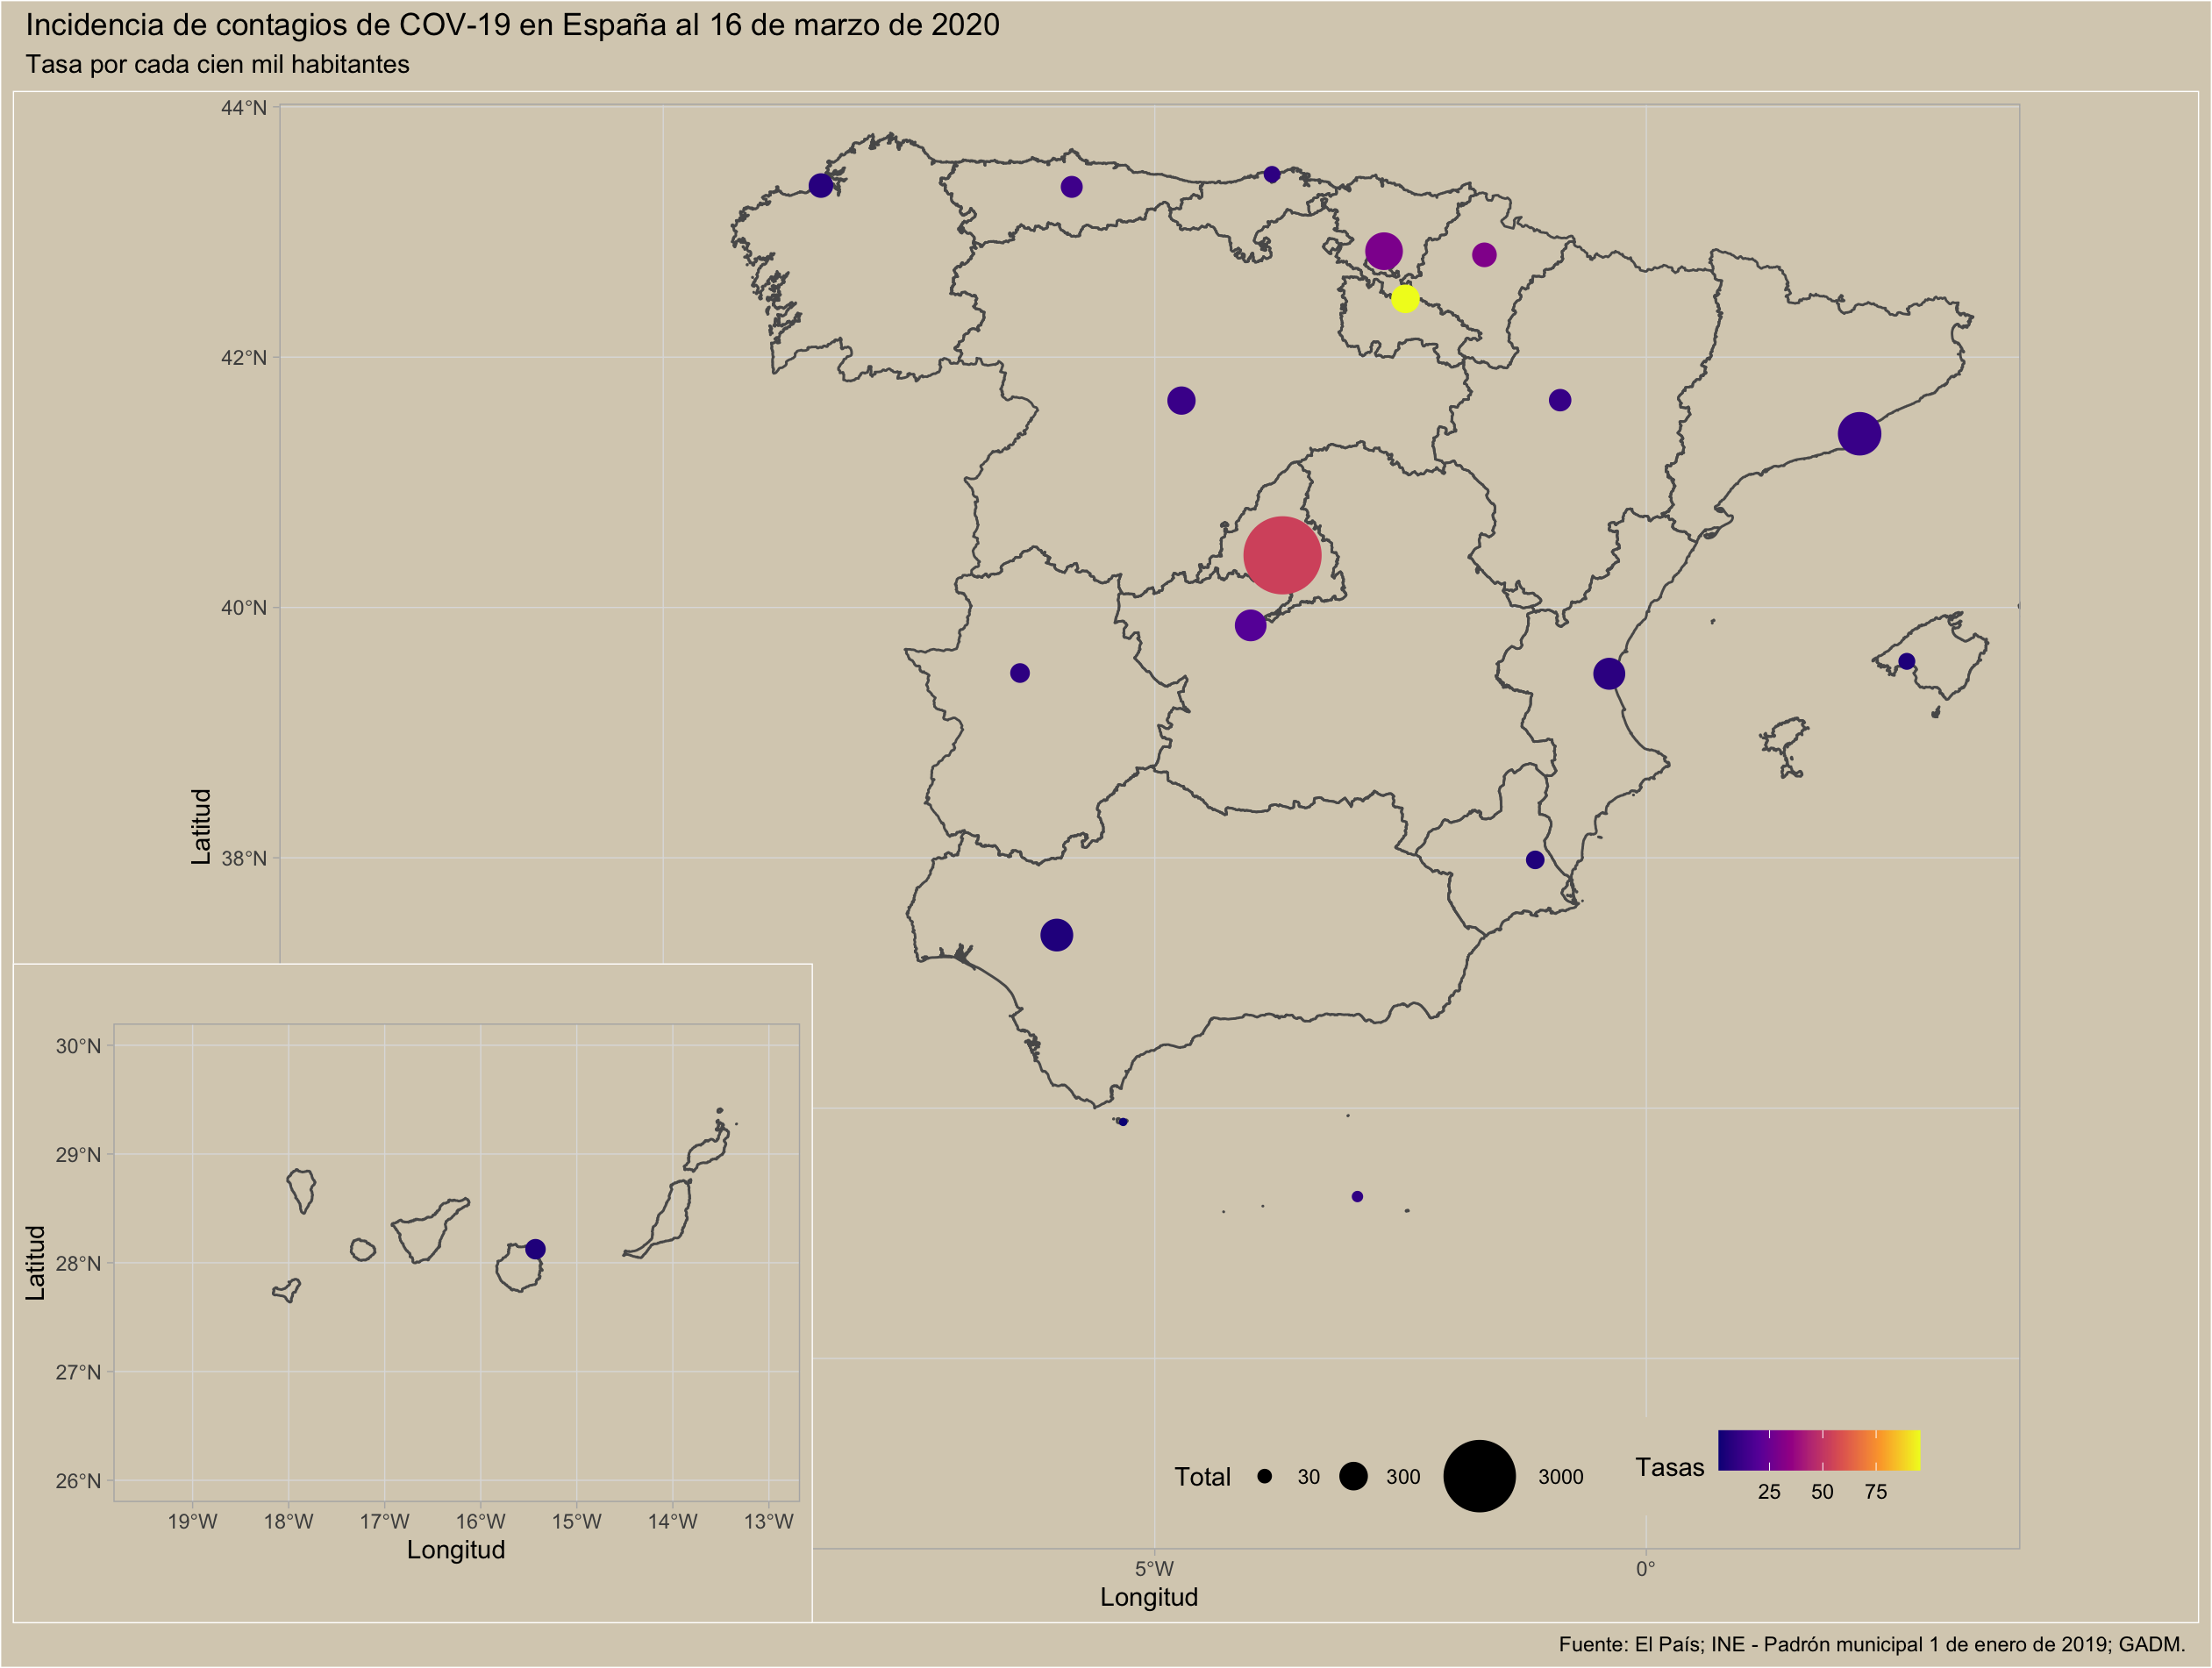 Incidencia de contagios de COV-19 en España al 16 de marzo de 2020
Tasa por cada cien mil habitantes
44°N
42°N
40°N
38°N
Latitud
5°W
0°
Longitud
30°N
29°N
28°N
27°N
26°N
Latitud
19°W
18°W
17°W
16°W
15°W
14°W
13°W
Longitud
Total
30
300
3000
Tasas
25
50
75
Fuente: El País; INE - Padrón municipal 1 de enero de 2019; GADM.